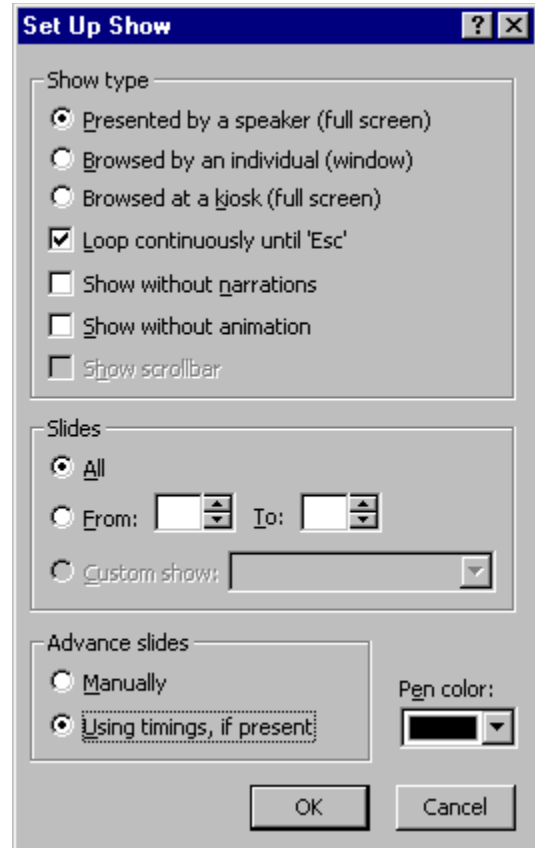 Set Up Show
Show type
Presented by a speaker (full screen)
Browsed by an individual (window)
Browsed at a kiosk (full screen)
Loop continuously until 'Esc'
Show without narrations
Show without animation
Show scrollbar
Slides
All
From: To:
Custom show:
Advance slides
Manually
Using timings, if present
Pen color:
OK Cancel